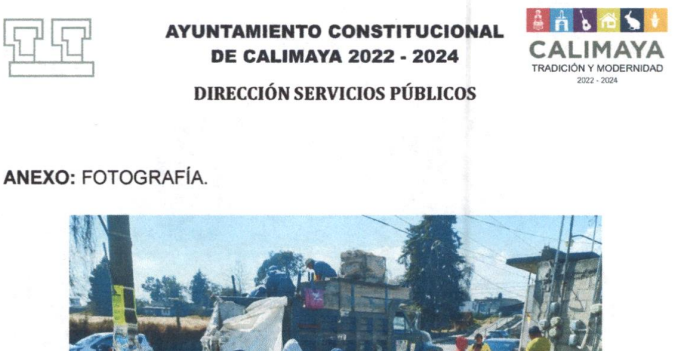 AYUNTAMIENTO CONSTITUCIONAL
DE CALIMAYA 2022 - 2024
DIRECCIÓN SERVICIOS PÚBLICOS
CALIMAYA
TRADICIÓN Y MODERNIDAD
2022 - 2024
ANEXO: FOTOGRAFÍA.